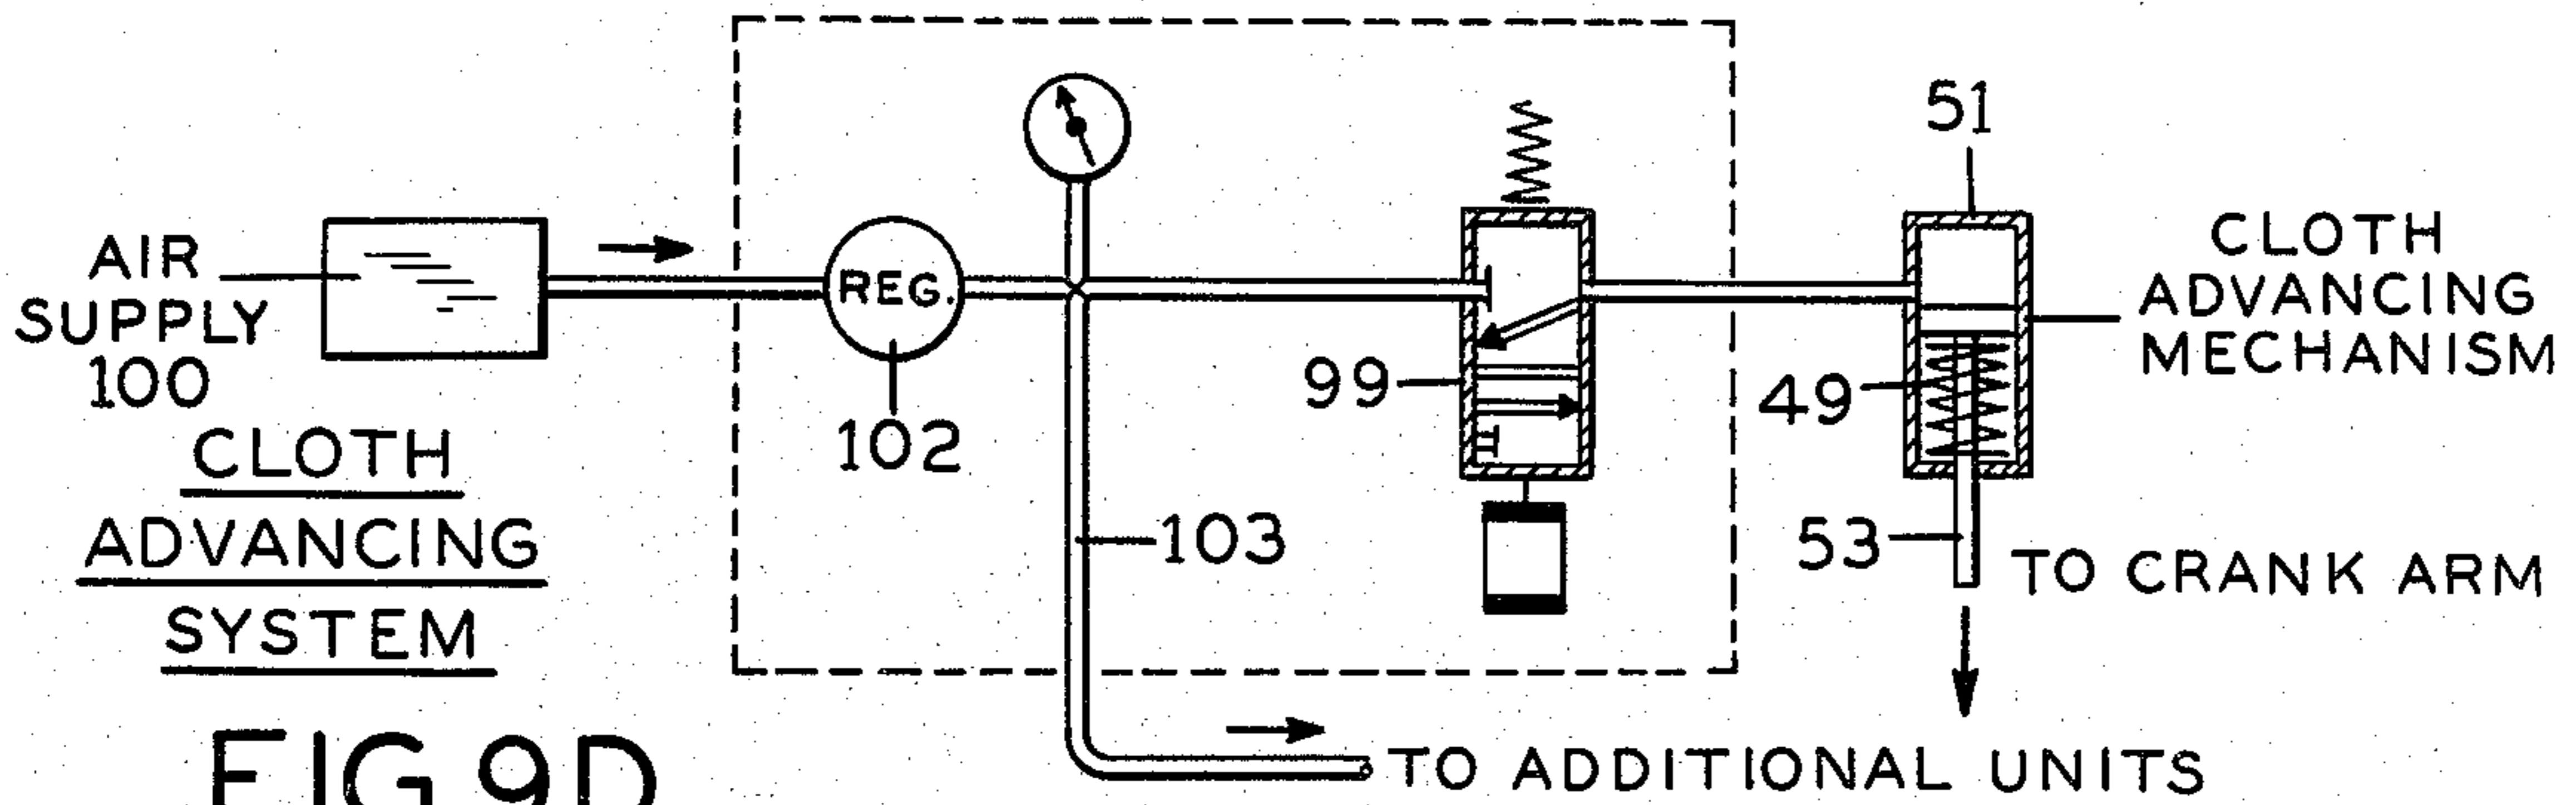 AIR
SUPPLY
100
CLOTH
ADVANCING
SYSTEM
FIG.9D
REG.
102
103
99
51
CLOTH
ADVANCING
MECHANISM
49
53
TO CRANK ARM
TO ADDITIONAL UNITS